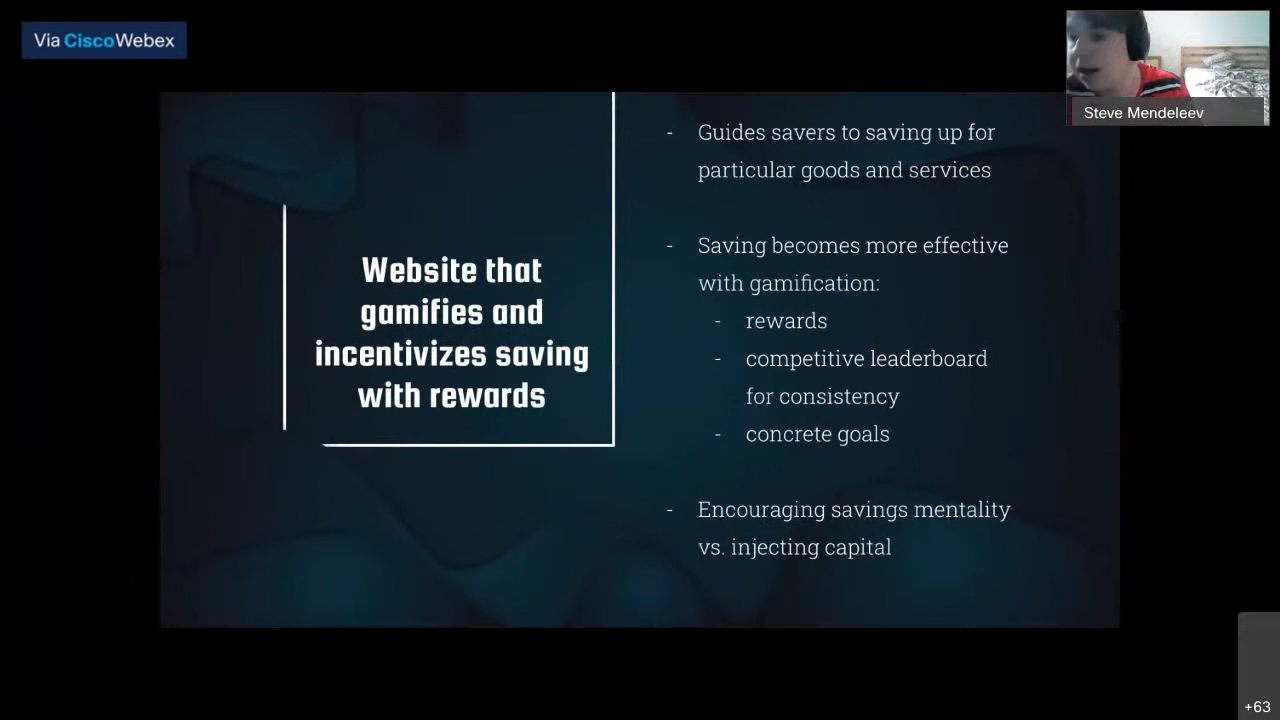 Via Cisco Webex
Steve Mendeleev
Website that
gamifies and
incentivizes saving
with rewards
- Guides savers to saving up for
particular goods and services
- Saving becomes more effective
with gamification:
- rewards
- competitive leaderboard
for consistency
- concrete goals
- Encouraging savings mentality
vs. injecting capital
+63